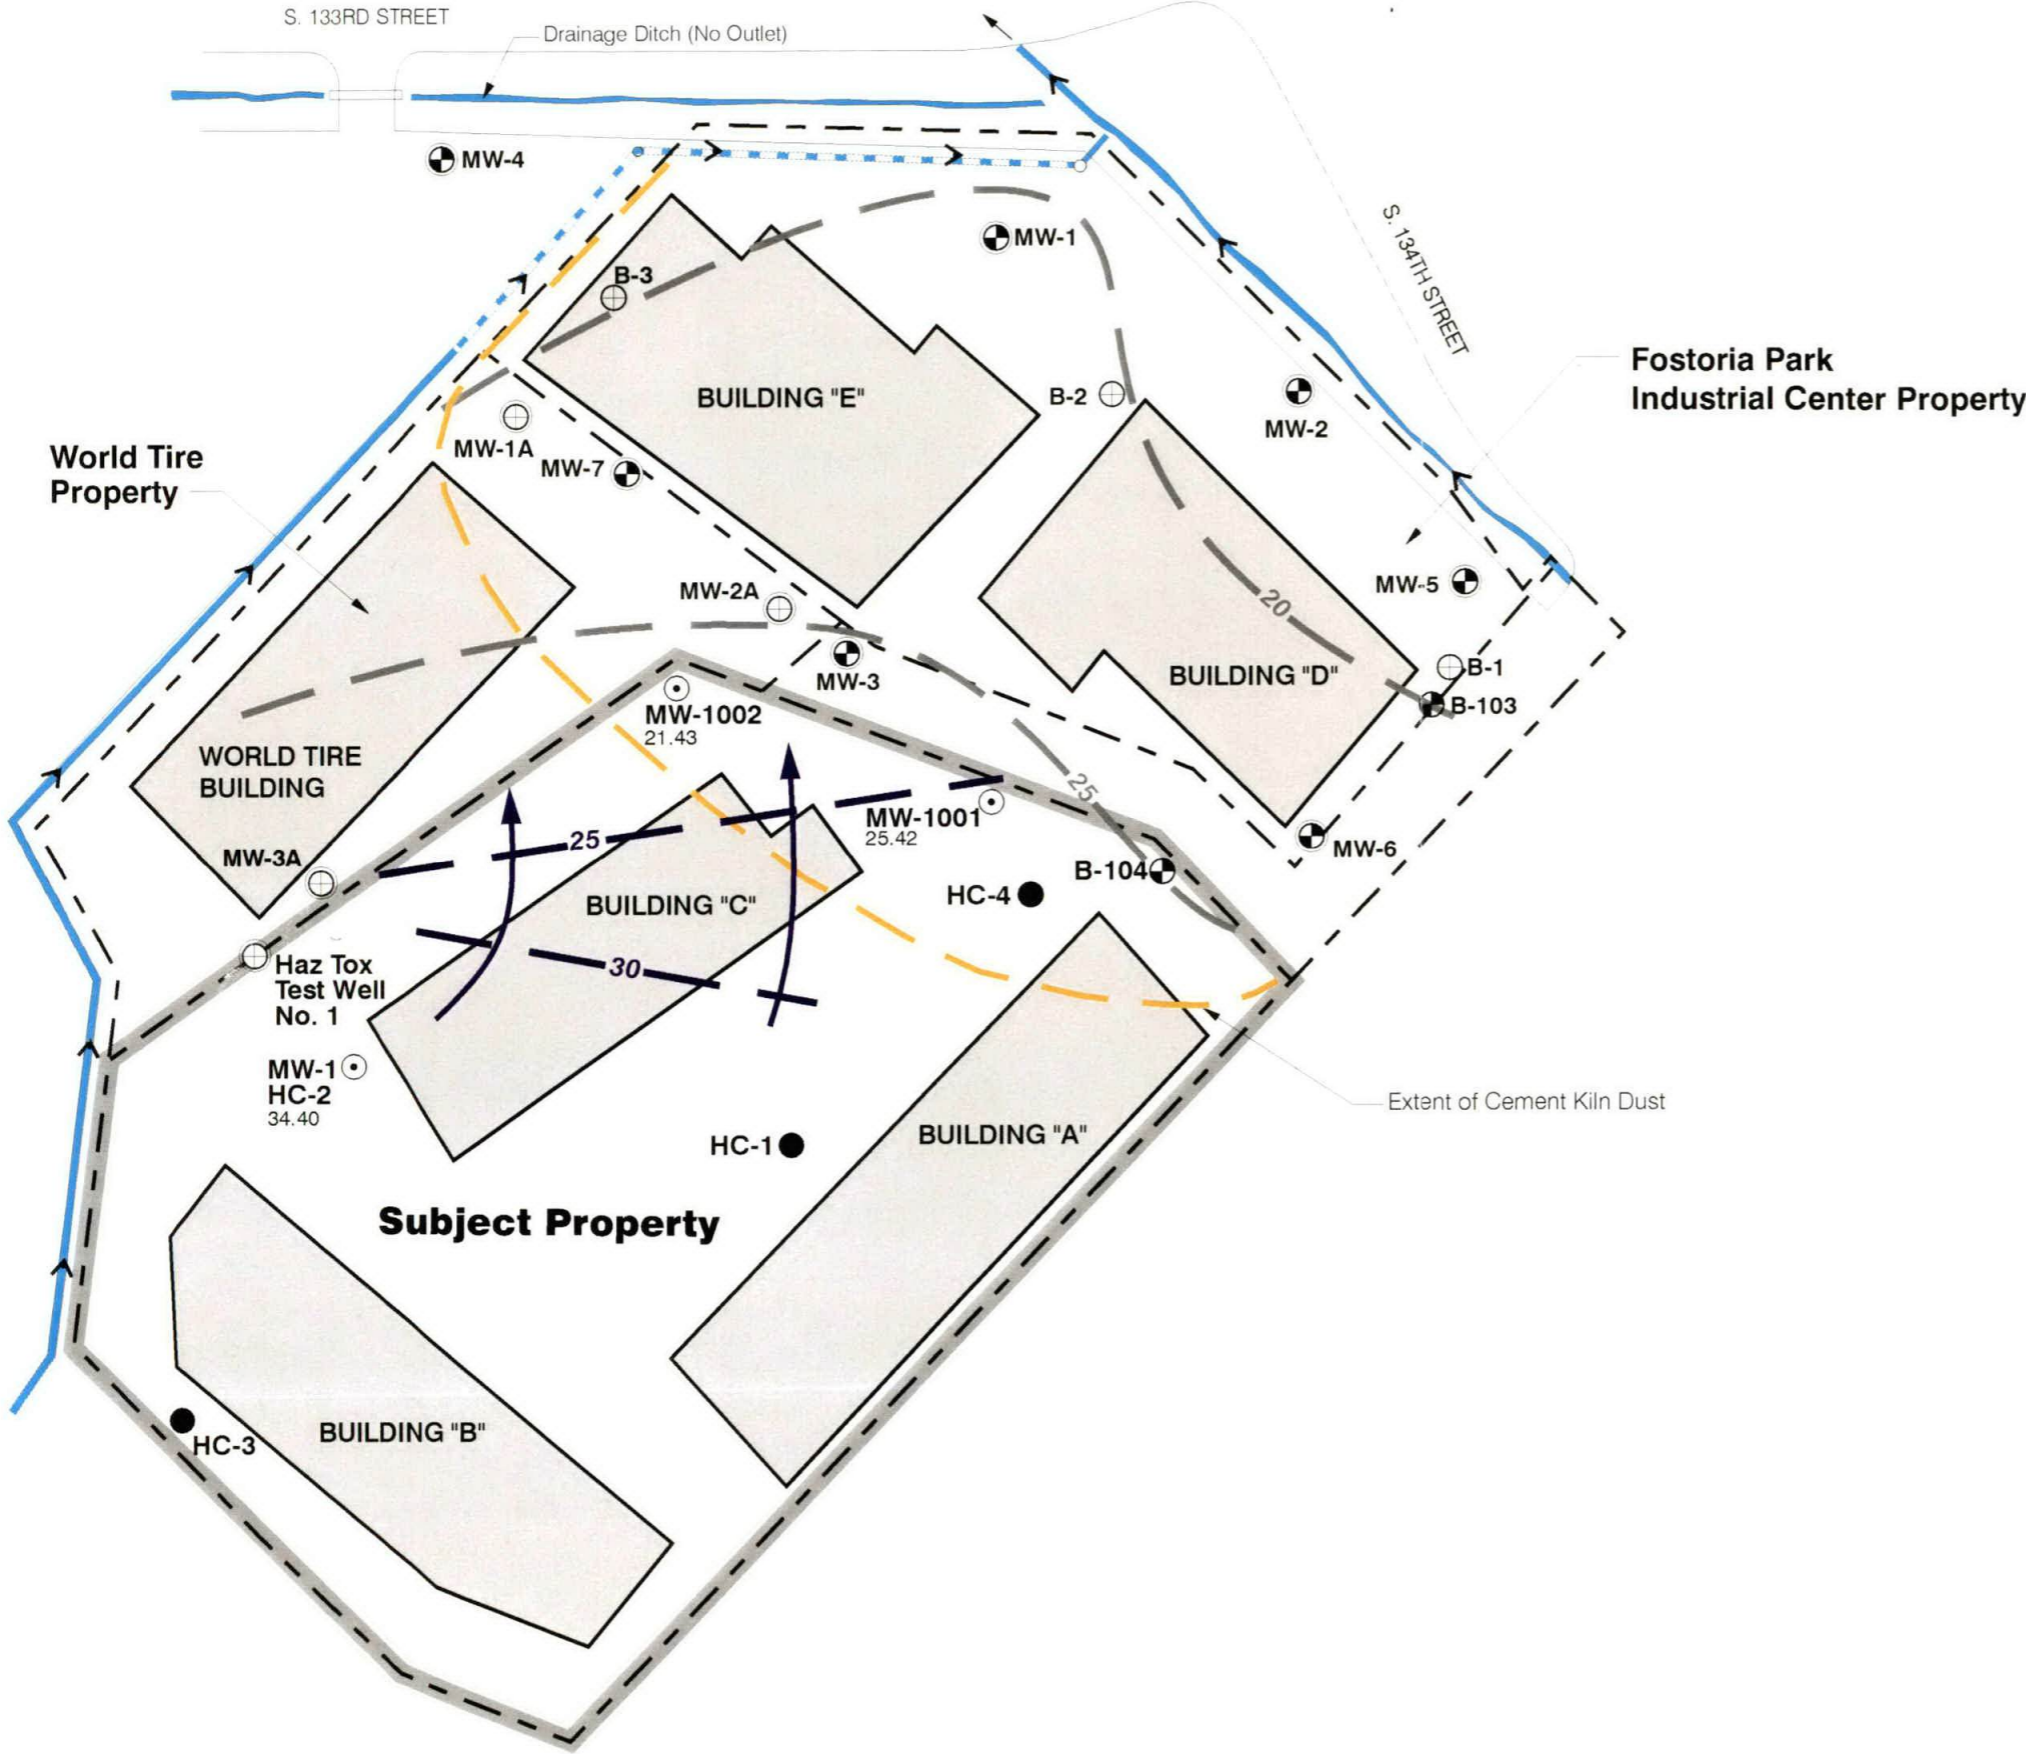 S. 133RD STREET
Drainage Ditch (No Outlet)
MW-4
S. 134TH STREET
MW-1
B-3
Fostoria Park
Industrial Center Property
B-2
BUILDING "E"
MW-2
MW-1A
MW-7
World Tire
Property
MW-2A
MW-5
20
B-1
BUILDING "D"
MW-3
B-103
MW-1002
21.43
WORLD TIRE
BUILDING
25
MW-1001
25.42
25
MW-6
MW-3A
B-104
HC-4
BUILDING "C"
30
Haz Tox
Test Well
No. 1
MW-1
HC-2
34.40
Extent of Cement Kiln Dust
BUILDING "A"
HC-1
Subject Property
BUILDING "B"
HC-3